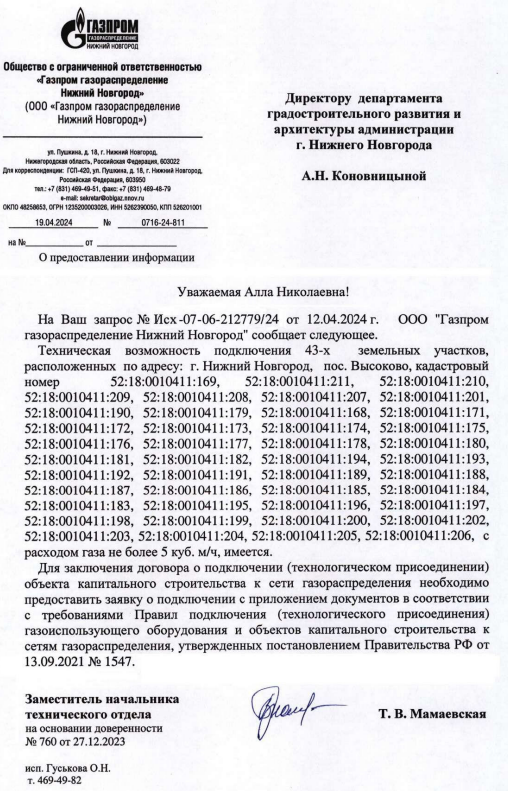 ГАЗПРОМ
ГАЗОРАСПРЕДЕЛЕНИЕ
НИЖНИЙ НОВГОРОД
Общество с ограниченной ответственностью
«Газпром газораспределение
Нижний Новгород»
(ООО «Газпром газораспределение
Нижний Новгород»)
ул. Пушкина, д. 18, г. Нижний Новгород,
Нижегородская область, Российская Федерация, 603022
Для корреспонденции: ГСП-420, ул. Пушкина, д. 18, г. Нижний Новгород,
Российская Федерация, 603950
тел.: +7 (831) 469-49-51, факс: +7 (831) 469-48-79
e-mail: sekretar@oblgaz.nnov.ru
ОКПО 48258653, ОГРН 1235200003026, ИНН 5262390050, КПП 526201001
19.04.2024 № 0716-24-811
на №____________ от ____________
О предоставлении информации
Директору департамента
градостроительного развития и
архитектуры администрации
г. Нижнего Новгорода
А.Н. Коновницыной
Уважаемая Алла Николаевна!
На Ваш запрос № Исх-07-06-212779/24 от 12.04.2024 г. ООО "Газпром
газораспределение Нижний Новгород" сообщает следующее.
Техническая возможность подключения 43-х земельных участков,
расположенных по адресу: г. Нижний Новгород, пос. Высоково, кадастровый
номер 52:18:0010411:169, 52:18:0010411:211, 52:18:0010411:210,
52:18:0010411:209, 52:18:0010411:208, 52:18:0010411:207, 52:18:0010411:201,
52:18:0010411:190, 52:18:0010411:179, 52:18:0010411:168, 52:18:0010411:171,
52:18:0010411:172, 52:18:0010411:173, 52:18:0010411:174, 52:18:0010411:175,
52:18:0010411:176, 52:18:0010411:177, 52:18:0010411:178, 52:18:0010411:180,
52:18:0010411:181, 52:18:0010411:182, 52:18:0010411:194, 52:18:0010411:193,
52:18:0010411:192, 52:18:0010411:191, 52:18:0010411:189, 52:18:0010411:188,
52:18:0010411:187, 52:18:0010411:186, 52:18:0010411:185, 52:18:0010411:184,
52:18:0010411:183, 52:18:0010411:195, 52:18:0010411:196, 52:18:0010411:197,
52:18:0010411:198, 52:18:0010411:199, 52:18:0010411:200, 52:18:0010411:202,
52:18:0010411:203, 52:18:0010411:204, 52:18:0010411:205, 52:18:0010411:206, с
расходом газа не более 5 куб. м/ч, имеется.
Для заключения договора о подключении (технологическом присоединении)
объекта капитального строительства к сети газораспределения необходимо
предоставить заявку о подключении с приложением документов в соответствии
с требованиями Правил подключения (технологического присоединения)
газоиспользующего оборудования и объектов капитального строительства к
сетям газораспределения, утвержденных постановлением Правительства РФ от
13.09.2021 № 1547.
Заместитель начальника
технического отдела
на основании доверенности
№ 760 от 27.12.2023
Т. В. Мамаевская
исп. Гуськова О.Н.
т. 469-49-82